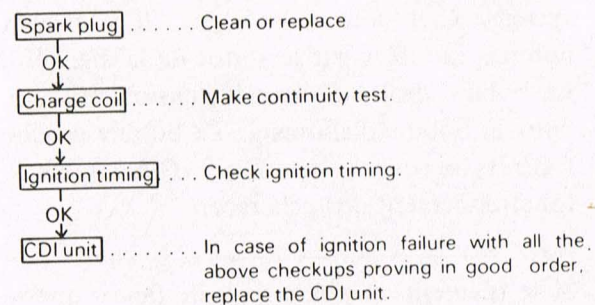 Spark plug ....... Clean or replace
OK
Charge coil ....... Make continuity test.
OK
Ignition timing .... Check ignition timing.
OK
CDI unit ......... In case of ignition failure with all the
above checkups proving in good order,
replace the CDI unit.